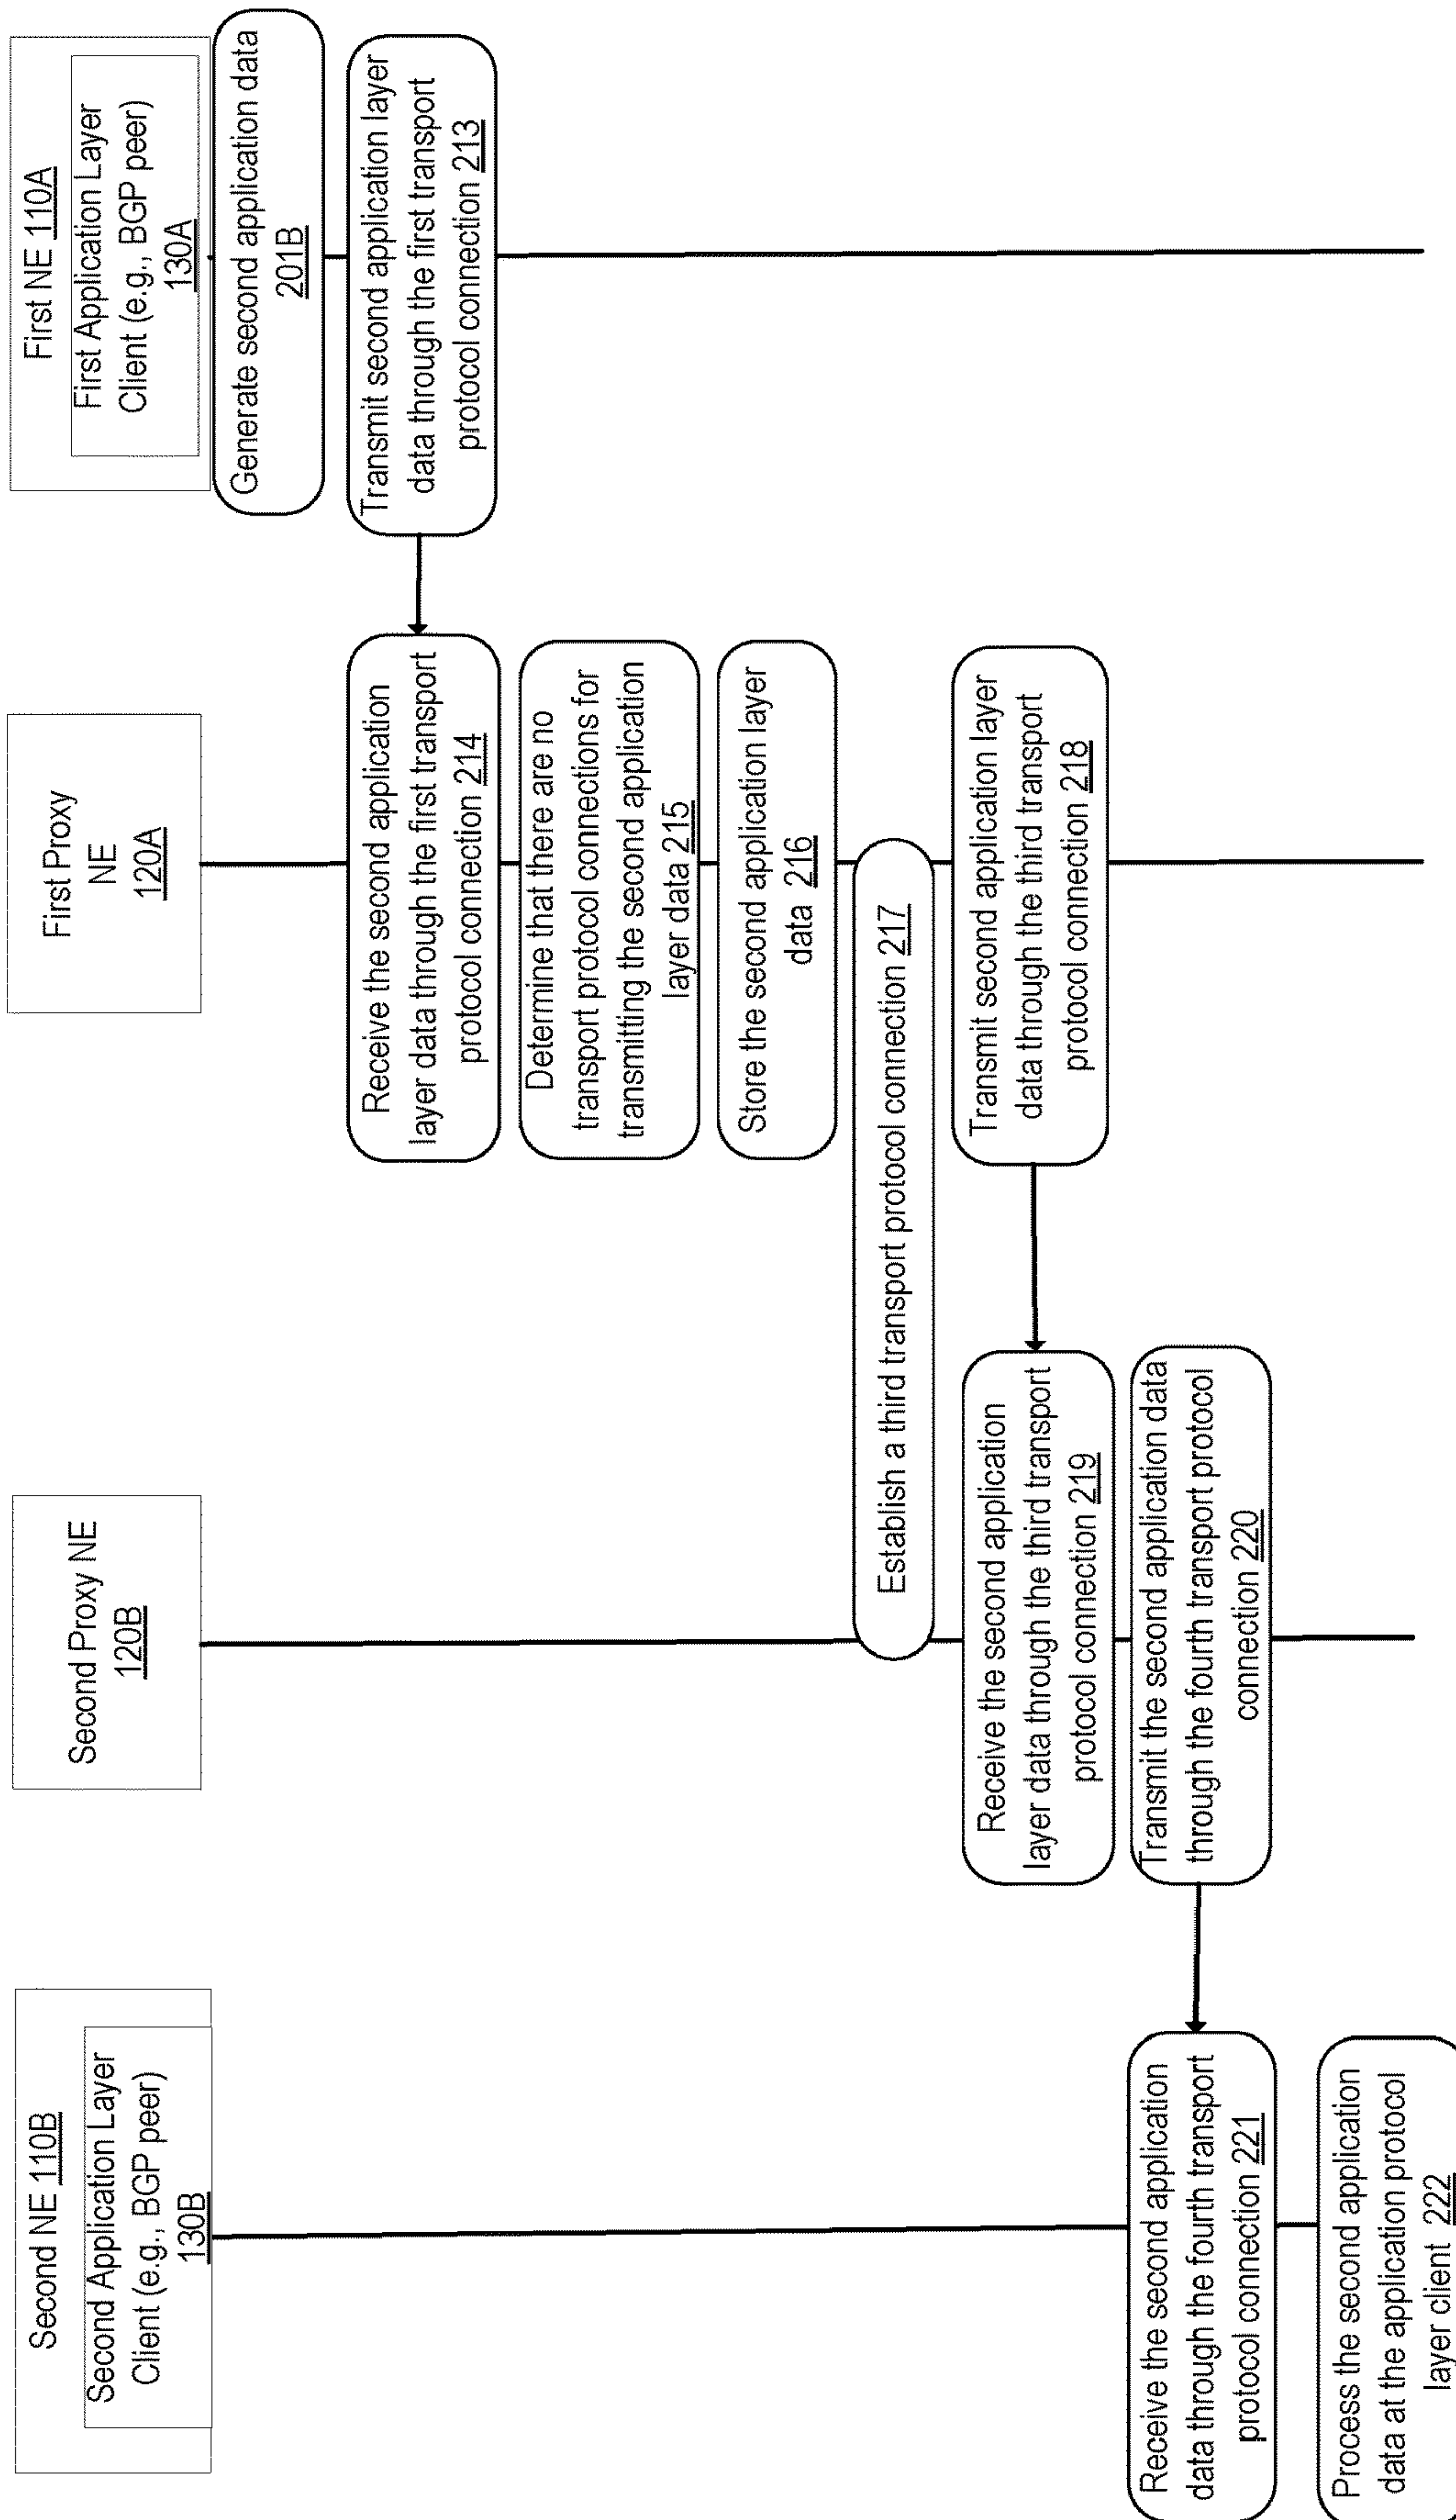 Second NE 110B
Second Application Layer
Client (e.g., BGP peer)
130B
Second Proxy NE
120B
First Proxy
NE
120A
First NE 110A
First Application Layer
Client (e.g., BGP peer)
130A
Generate second application data
201B
Transmit second application layer
data through the first transport
protocol connection 213
Receive the second application
layer data through the first transport
protocol connection 214
Determine that there are no
transport protocol connections for
transmitting the second application
layer data 215
Store the second application layer
data 216
Establish a third transport protocol connection 217
Transmit second application layer
data through the third transport
protocol connection 218
Receive the second application
layer data through the third transport
protocol connection 219
Transmit the second application data
through the fourth transport protocol
connection 220
Receive the second application
data through the fourth transport
protocol connection 221
Process the second application
data at the application protocol
layer client 222